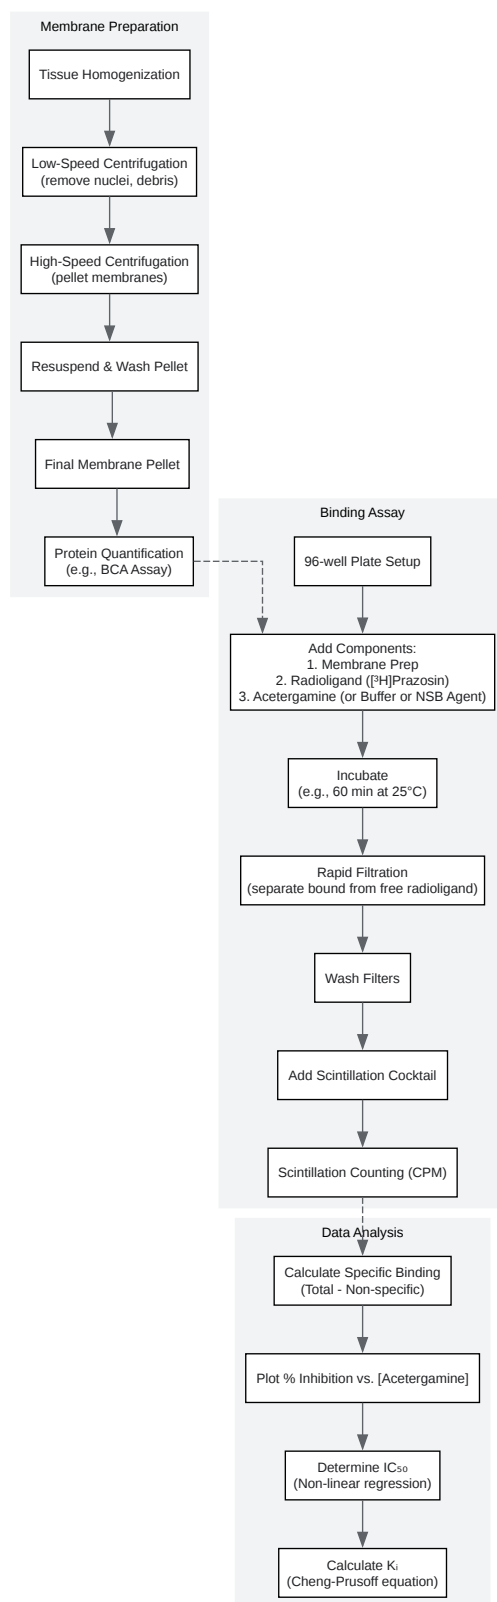 Membrane Preparation
Tissue Homogenization
Low-Speed Centrifugation
(remove nuclei, debris)
High-Speed Centrifugation
(pellet membranes)
Resuspend & Wash Pellet
Final Membrane Pellet
Protein Quantification
(e.g., BCA Assay)
Binding Assay
96-well Plate Setup
Add Components:
1. Membrane Prep
2. Radioligand ([³H]Prazosin)
3. Acetergamine (or Buffer or NSB Agent)
Incubate
(e.g., 60 min at 25°C)
Rapid Filtration
(separate bound from free radioligand)
Wash Filters
Add Scintillation Cocktail
Scintillation Counting (CPM)
Data Analysis
Calculate Specific Binding
(Total - Non-specific)
Plot % Inhibition vs. [Acetergamine]
Determine IC₅₀
(Non-linear regression)
Calculate Kᵢ
(Cheng-Prusoff equation)